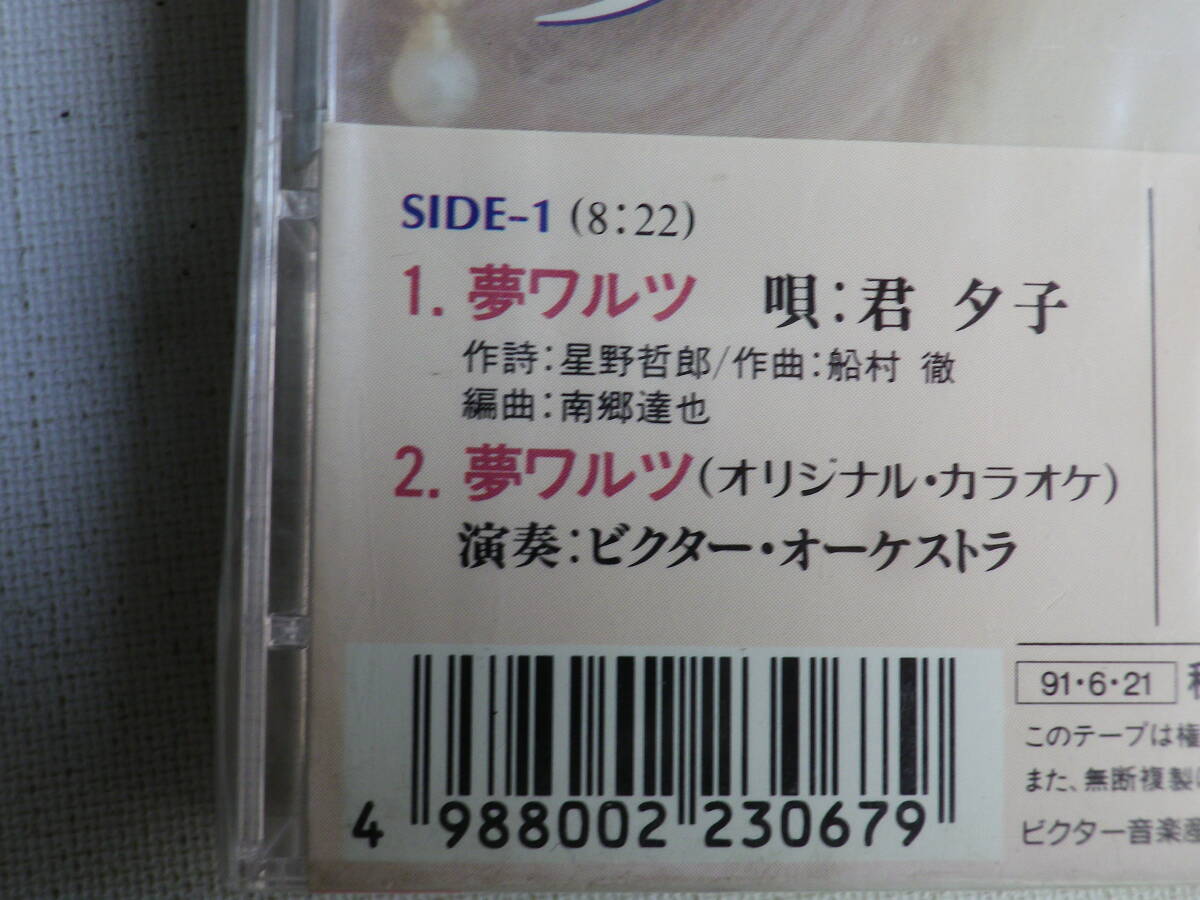 SIDE-1 (8:22)
1. 夢ワルツ 唄:君 夕子
作詩:星野哲郎/作曲:船村 徹
編曲:南郷達也
2. 夢ワルツ(オリジナル・カラオケ)
演奏:ビクター・オーケストラ
4 988002 230679
91・6・21
このテープは権
また、無断複製
ビクター音楽産